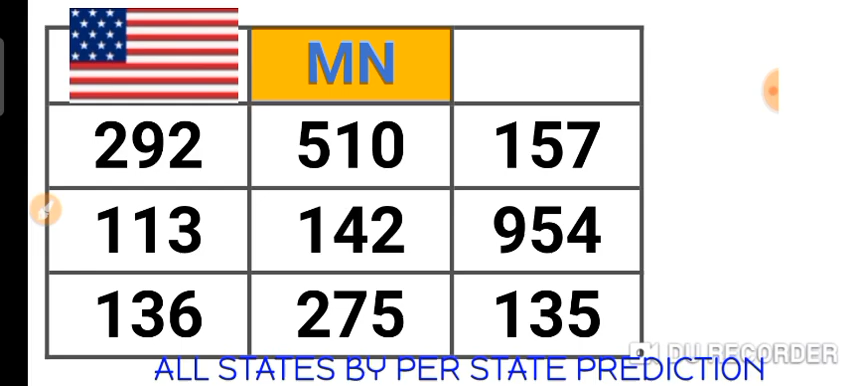 MN
292 510 157
113 142 954
136 275 135
DU RECORDER
ALL STATES BY PER STATE PREDICTION